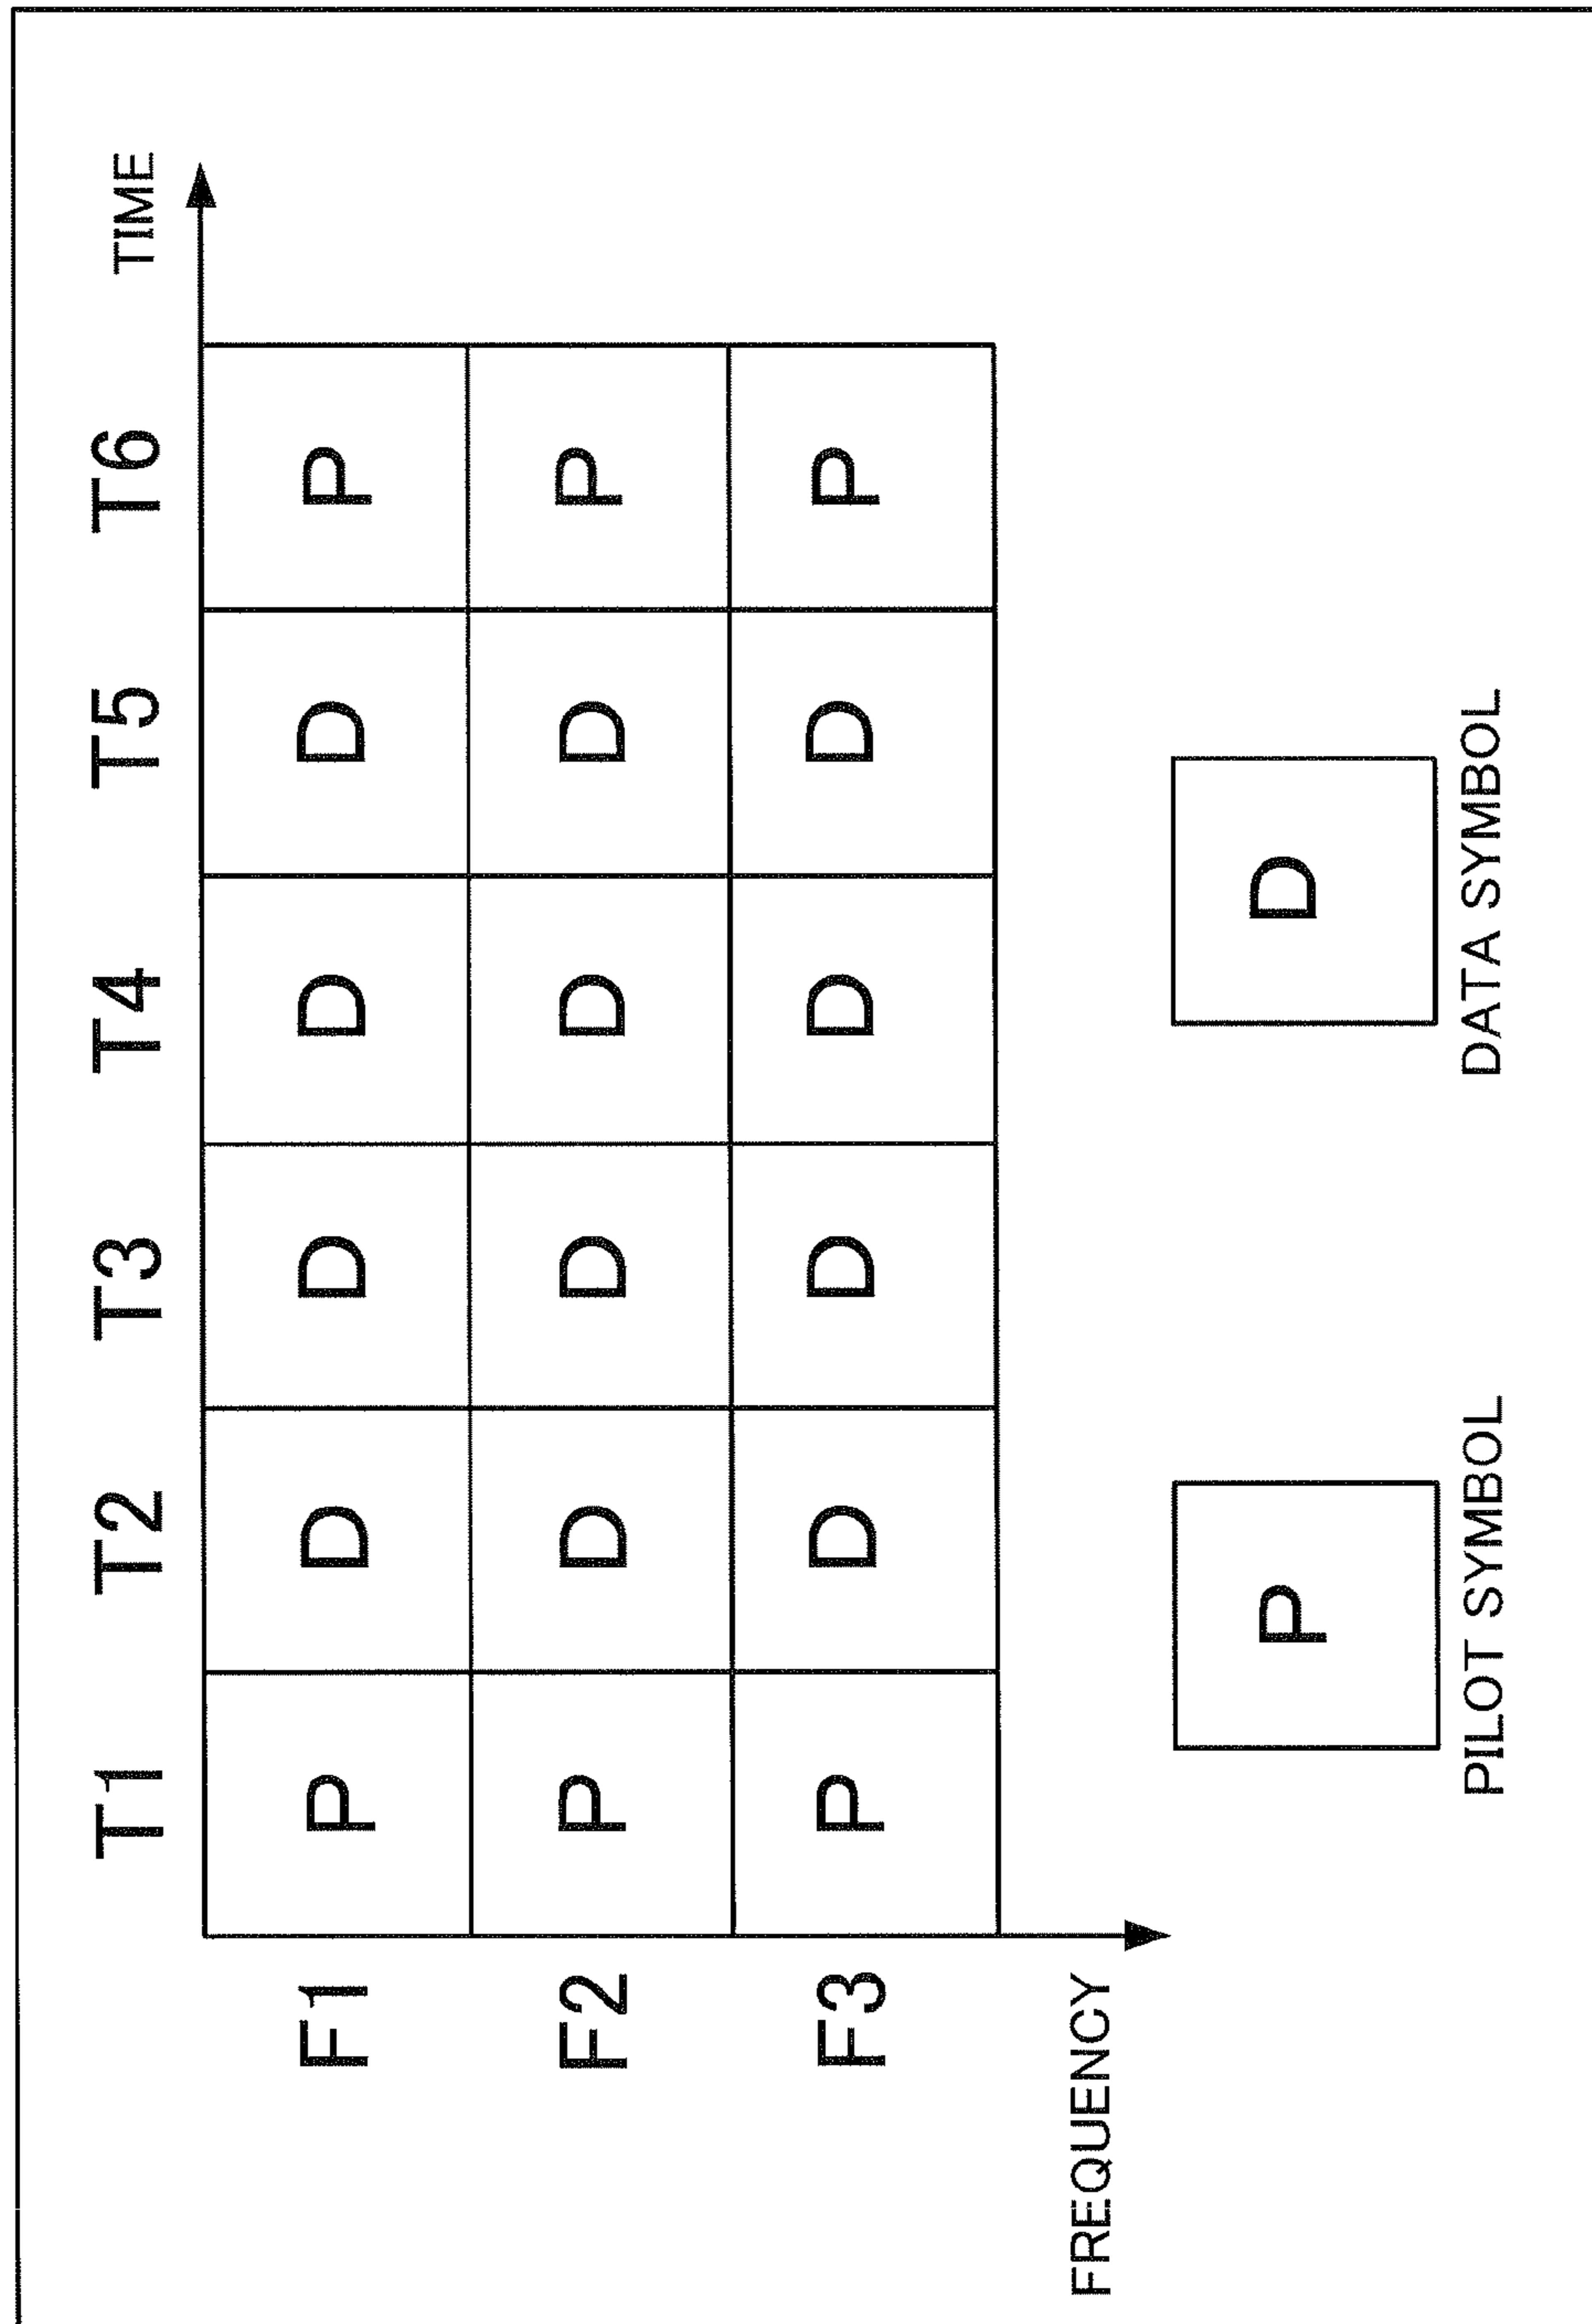 TIME
T1 T2 T3 T4 T5 T6
F1 P D D D D P
F2 P D D D D P
F3 P D D D D P
FREQUENCY
P D
PILOT SYMBOL DATA SYMBOL